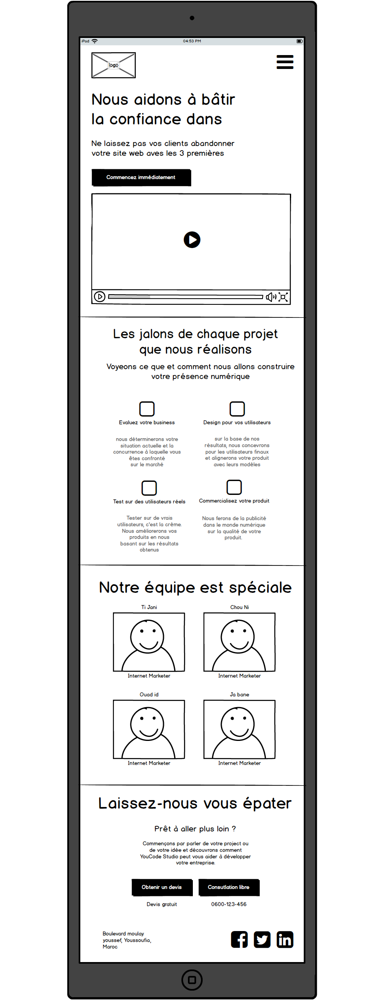 iPad
04:53 PM
logo
Nous aidons à bâtir
la confiance dans
Ne laissez pas vos clients abandonner
votre site web aves les 3 premières
Commencez immédiatement
Les jalons de chaque projet
que nous réalisons
Voyeons ce que et comment nous allons construire
votre présence numérique
Evaluez votre business
nous déterminerons votre
situation actuelle et la
concurrence à laquelle vous
êtes confronté
sur le marché
Design pour vos utilisateurs
sur la base de nos
résultats, nous concevrons
pour les utilisateurs finaux
et alignerons votre produit
avec leurs modèles
Test sur des utilisateurs réels
Tester sur de vrais
utilisateurs, c'est la crème.
Nous améliorerons vos
produits en nous
basant sur les résultats
obtenus
Commercialisez votre produit
Nous ferons de la publicité
dans le monde numérique
sur la qualité de votre
produit.
Notre équipe est spéciale
Ti Jani
Internet Marketer
Chou Ni
Internet Marketer
Ouad id
Internet Marketer
Ja bane
Internet Marketer
Laissez-nous vous épater
Prêt à aller plus loin ?
Commençons par parler de votre project ou
de votre idée et découvrons comment
YouCode Studio peut vous aider à développer
votre entreprise.
Obtenir un devis
Devis gratuit
Consutlation libre
0600-123-456
Boulevard moulay
youssef, Youssoufia,
Maroc